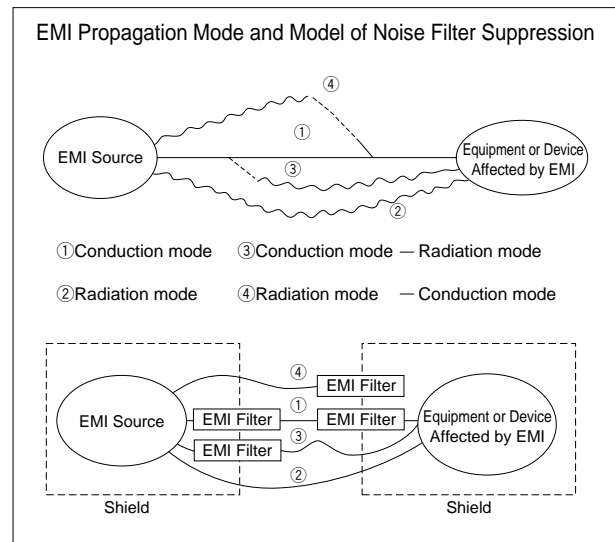 EMI Propagation Mode and Model of Noise Filter Suppression
④
①
EMI Source
Equipment or Device
Affected by EMI
③
②
①Conduction mode ③Conduction mode — Radiation mode
②Radiation mode ④Radiation mode — Conduction mode
④
EMI Filter
①
EMI Source
EMI Filter
EMI Filter
Equipment or Device
Affected by EMI
③
EMI Filter
②
Shield
Shield